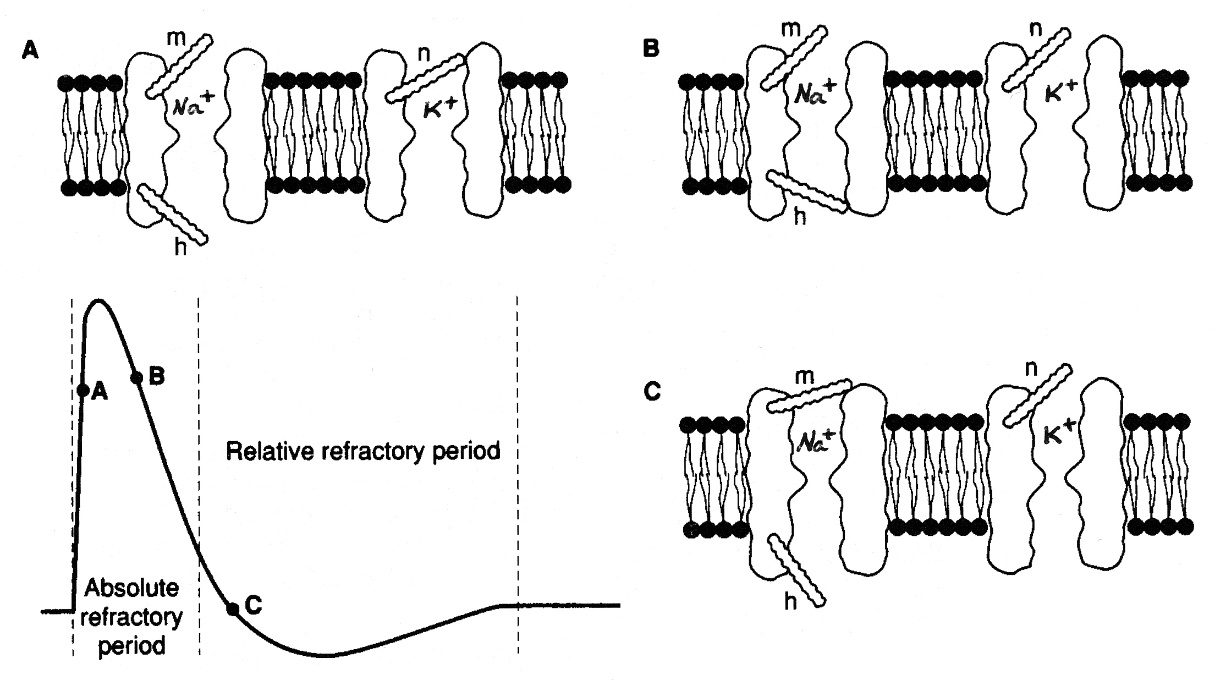 A
m
Na+
h
n
K+
B
m
Na+
h
n
K+
A
B
C
Relative refractory period
Absolute
refractory
period
C
m
Na+
h
n
K+